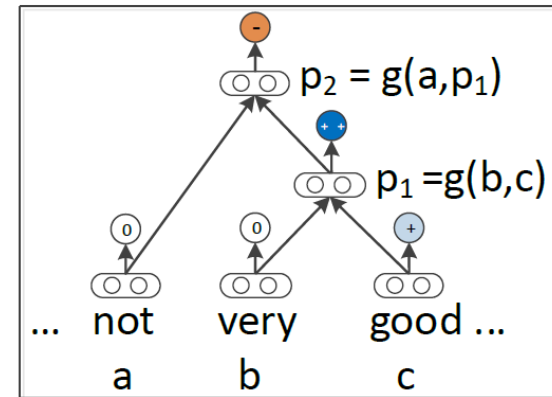 -
p₂ = g(a,p₁)
+ +
p₁ =g(b,c)
0 0 +
... not very good ...
a b c